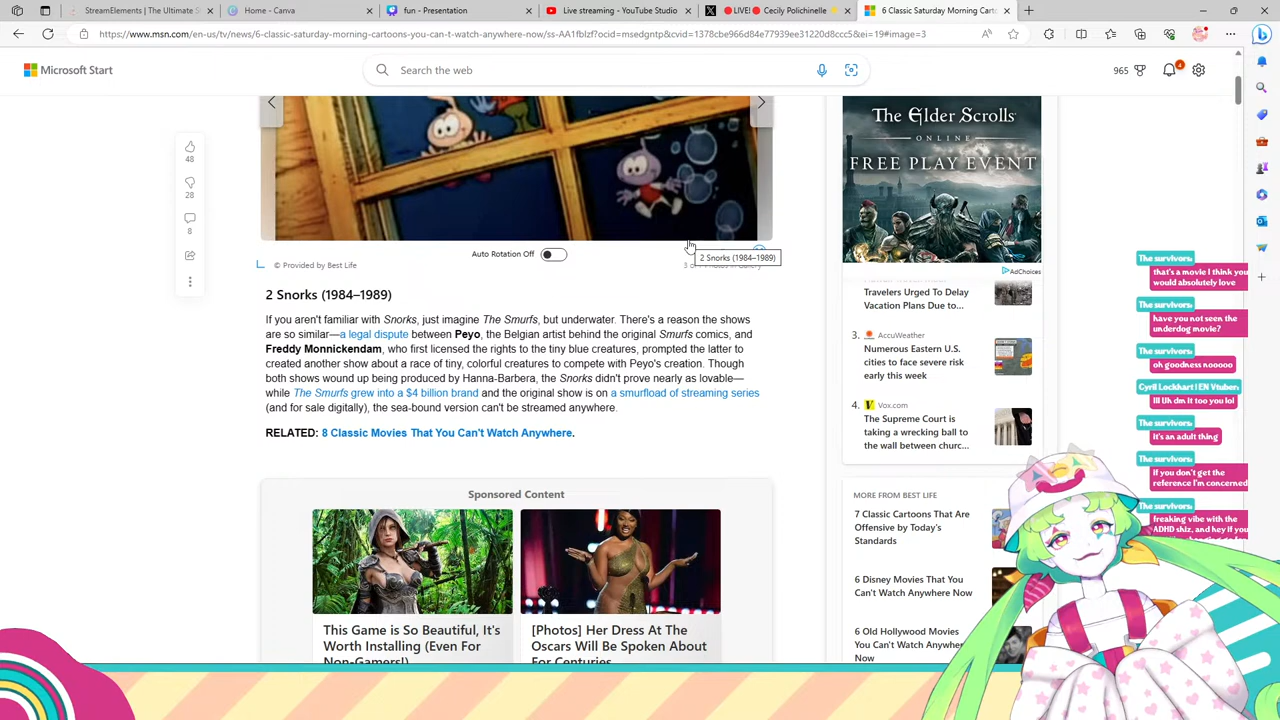 StreamElements | The Ultimate S
Home - Canva
fun - Presentation
Live streaming - YouTube Studio
LIVE! Cecily Polichinelle
6 Classic Saturday Morning Carto
https://www.msn.com/en-us/tv/news/6-classic-saturday-morning-cartoons-you-can-t-watch-anywhere-now/ss-AA1fblzf?ocid=msedgntp&cvid=1378cbe966d84e77939ee31220d8ccc5&ei=19#image=3
Microsoft Start
Search the web
965
4
48
28
8
Auto Rotation Off
2 Snorks (1984–1989)
© Provided by Best Life
2 Snorks (1984–1989)
If you aren't familiar with Snorks, just imagine The Smurfs, but underwater. There's a reason the shows
are so similar—a legal dispute between Peyo, the Belgian artist behind the original Smurfs comics, and
Freddy Monnickendam, who first licensed the rights to the tiny blue creatures, prompted the latter to
created another show about a race of tiny, colorful creatures to compete with Peyo's creation. Though
both shows wound up being produced by Hanna-Barbera, the Snorks didn't prove nearly as lovable—
while The Smurfs grew into a $4 billion brand and the original show is on a smurfload of streaming series
(and for sale digitally), the sea-bound version can't be streamed anywhere.
RELATED: 8 Classic Movies That You Can't Watch Anywhere.
Sponsored Content
This Game is So Beautiful, It's
Worth Installing (Even For
Non-Gamers!)
[Photos] Her Dress At The
Oscars Will Be Spoken About
For Centuries
The Elder Scrolls
ONLINE
FREE PLAY EVENT
AdChoices
Travelers Urged To Delay
Vacation Plans Due to...
3. AccuWeather
Numerous Eastern U.S.
cities to face severe risk
early this week
4. Vox.com
The Supreme Court is
taking a wrecking ball to
the wall between churc...
MORE FROM BEST LIFE
7 Classic Cartoons That Are
Offensive by Today's
Standards
6 Disney Movies That You
Can't Watch Anywhere Now
6 Old Hollywood Movies
You Can't Watch Anywhere
Now
The survivors:
that's a movie I think you
would absolutely love
The survivors:
have you not seen the
underdog movie?
The survivors:
oh goodness nooooo
Cyril Lockhart | EN Vtuber:
Ill Uh dm it too you lol
The survivors:
it's an adult thing
The survivors:
if you don't get the
reference I'm concerned
The survivors:
freaking vibe with the
ADHD shiz, and hey if you